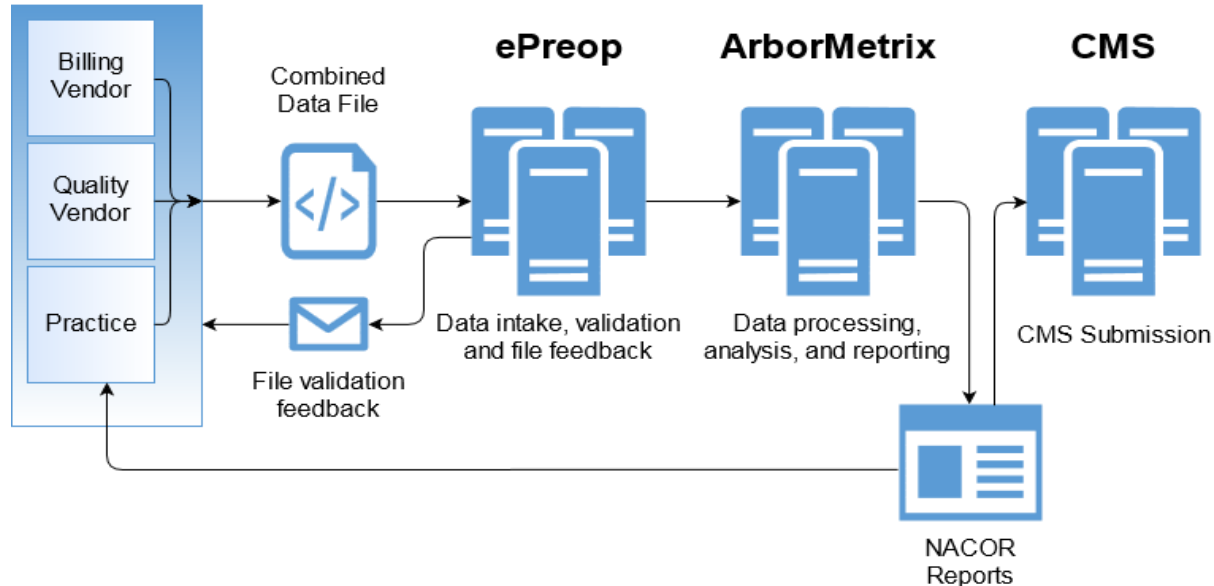 Billing
Vendor
Quality
Vendor
Practice
Combined
Data File
</>
File validation
feedback
ePreop
Data intake, validation
and file feedback
ArborMetrix
Data processing,
analysis, and reporting
CMS
CMS Submission
NACOR
Reports